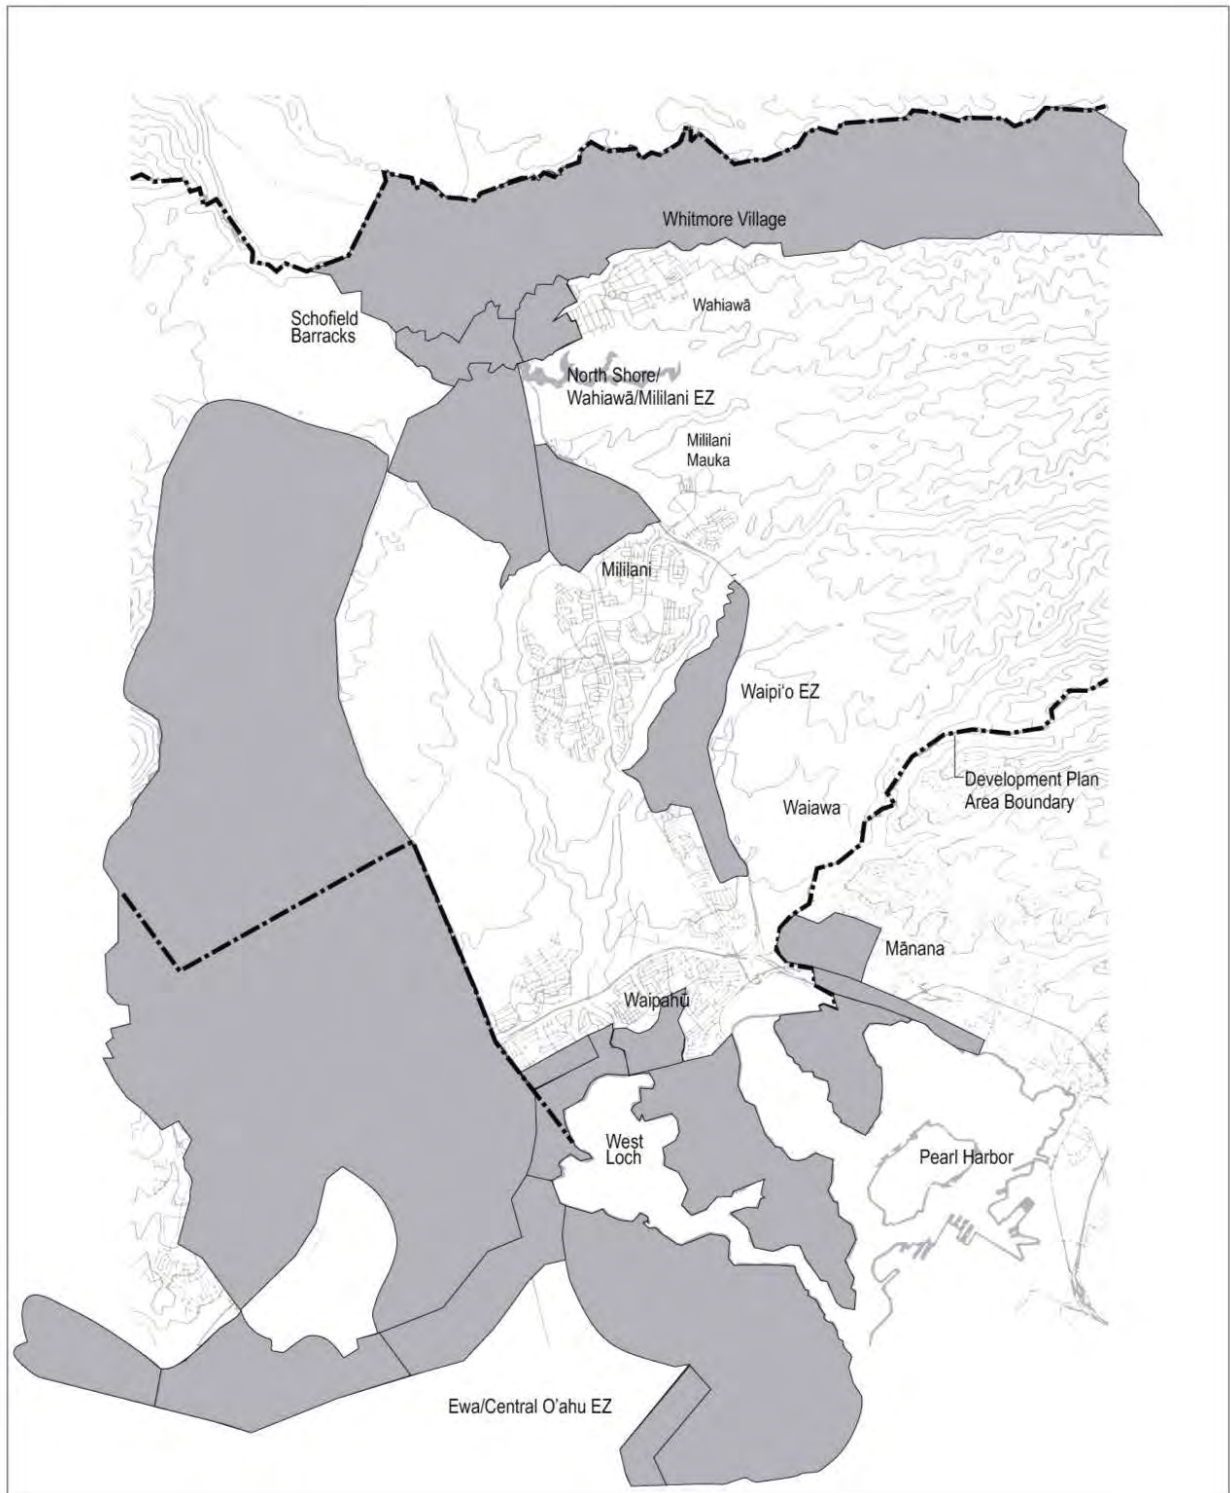 Whitmore Village
Wahiawā
Schofield
Barracks
North Shore/
Wahiawā/Mililani EZ
Mililani
Mauka
Mililani
Waipi‘o EZ
Development Plan
Area Boundary
Waiawa
Mānana
Waipahū
West
Loch
Pearl Harbor
Ewa/Central O’ahu EZ